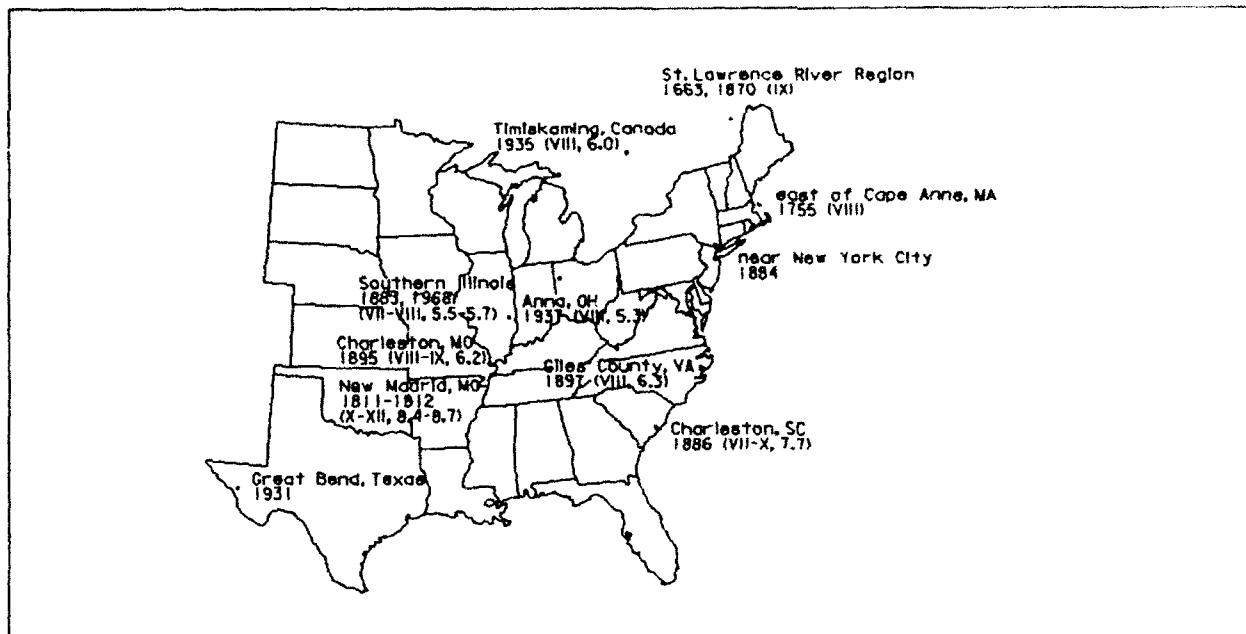 St. Lawrence River Region
1663, 1870 (IX)
Timiskaming, Canada
1935 (VIII, 6.0)
east of Cape Anne, MA
1755 (VIII)
near New York City
1884
Southern Illinois
1883, 1968
(VII-VIII, 5.5-5.7)
Anna, OH
1937 (VIII, 5.3)
Charleston, MO
1895 (VIII-IX, 6.2)
Giles County, VA
1897 (VIII, 6.3)
New Madrid, MO
1811-1812
(X-XII, 8.4-8.7)
Charleston, SC
1886 (VII-X, 7.7)
Great Bend, Texas
1931